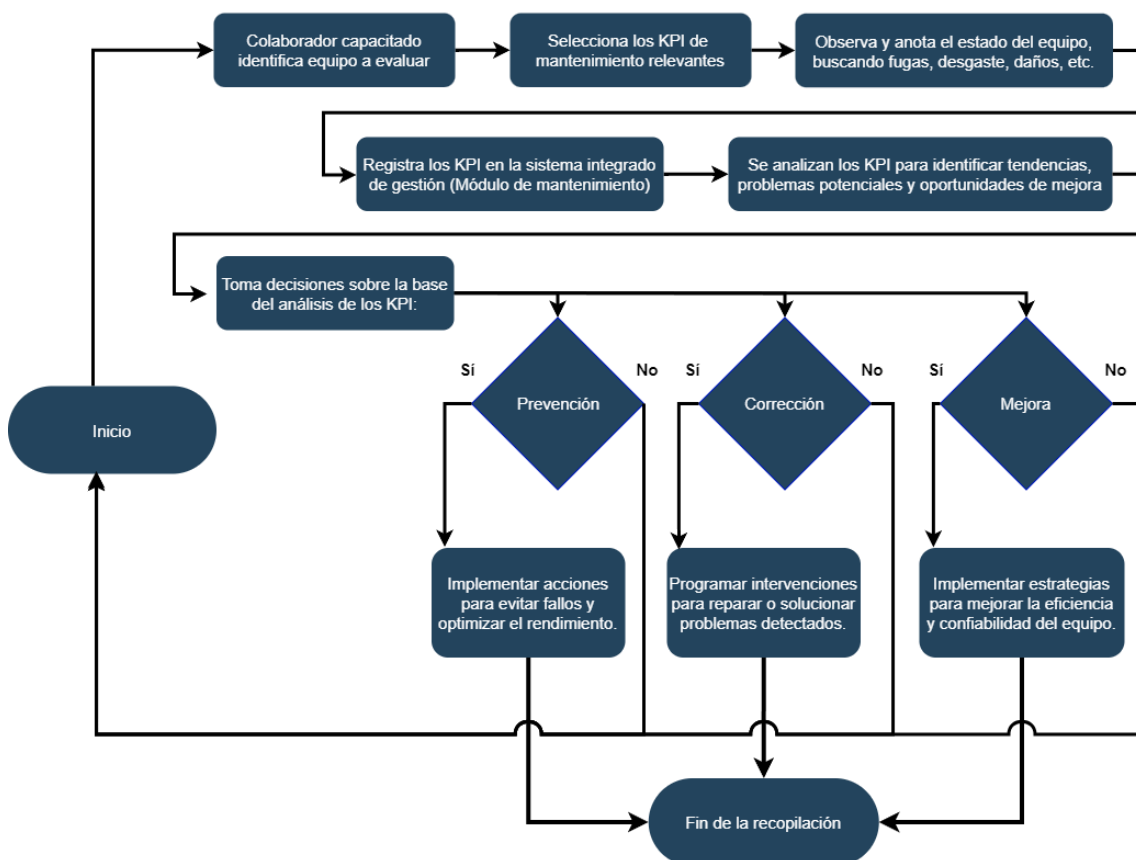 Colaborador capacitado
identifica equipo a evaluar
Selecciona los KPI de
mantenimiento relevantes
Observa y anota el estado del equipo,
buscando fugas, desgaste, daños, etc.
Registra los KPI en la sistema integrado
de gestión (Módulo de mantenimiento)
Se analizan los KPI para identificar tendencias,
problemas potenciales y oportunidades de mejora
Toma decisiones sobre la base
del análisis de los KPI:
Sí
No
Sí
No
Sí
No
Prevención
Corrección
Mejora
Inicio
Implementar acciones
para evitar fallos y
optimizar el rendimiento.
Programar intervenciones
para reparar o solucionar
problemas detectados.
Implementar estrategias
para mejorar la eficiencia
y confiabilidad del equipo.
Fin de la recopilación